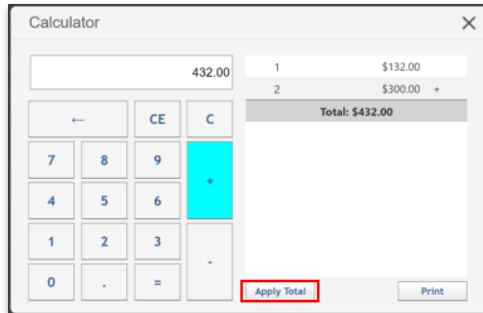 Calculator
432.00
1 $132.00
2 $300.00 +
Total: $432.00
← CE C
7 8 9 +
4 5 6
1 2 3 -
0 . =
Apply Total Print